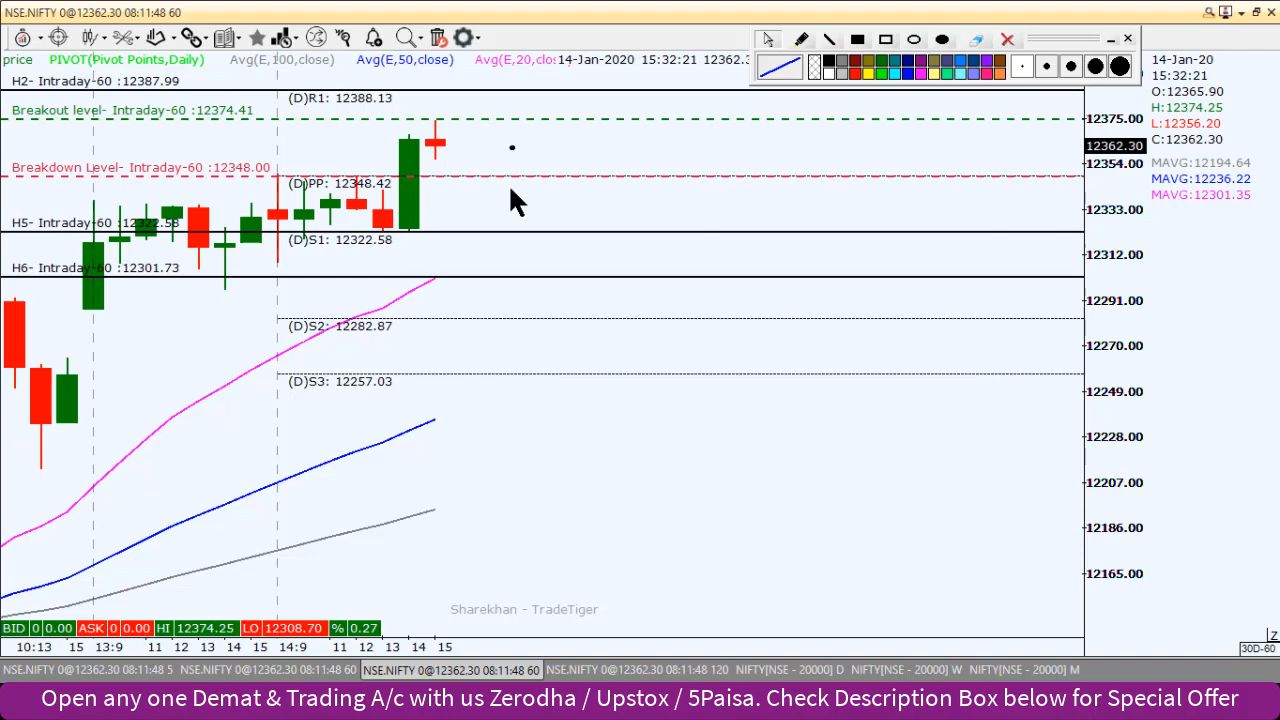 NSE.NIFTY 0@12362.30 08:11:48 60
price PIVOT(Pivot Points,Daily) Avg(E,100,close) Avg(E,50,close) Avg(E,20,clos 14-Jan-2020 15:32:21 12362.3
14-Jan-20
15:32:21
O:12365.90
H:12374.25
L:12356.20
C:12362.30
MAVG:12194.64
MAVG:12236.22
MAVG:12301.35
H2- Intraday-60 :12387.99
(D)R1: 12388.13
Breakout level- Intraday-60 :12374.41
Breakdown Level- Intraday-60 :12348.00
(D)PP: 12348.42
H5- Intraday-60 :12322.58
(D)S1: 12322.58
H6- Intraday-60 :12301.73
(D)S2: 12282.87
(D)S3: 12257.03
12375.00
12362.30
12354.00
12333.00
12312.00
12291.00
12270.00
12249.00
12228.00
12207.00
12186.00
12165.00
Sharekhan - TradeTiger
BID 0 0.00 ASK 0 0.00 HI 12374.25 LO 12308.70 % 0.27
10:13 15 13:9 11 12 13 14 15 14:9 11 12 13 14 15
Z
30D-60
NSE.NIFTY 0@12362.30 08:11:48 5 NSE.NIFTY 0@12362.30 08:11:48 60 NSE.NIFTY 0@12362.30 08:11:48 60 NSE.NIFTY 0@12362.30 08:11:48 120 NIFTY[NSE - 20000] D NIFTY[NSE - 20000] W NIFTY[NSE - 20000] M
Open any one Demat & Trading A/c with us Zerodha / Upstox / 5Paisa. Check Description Box below for Special Offer